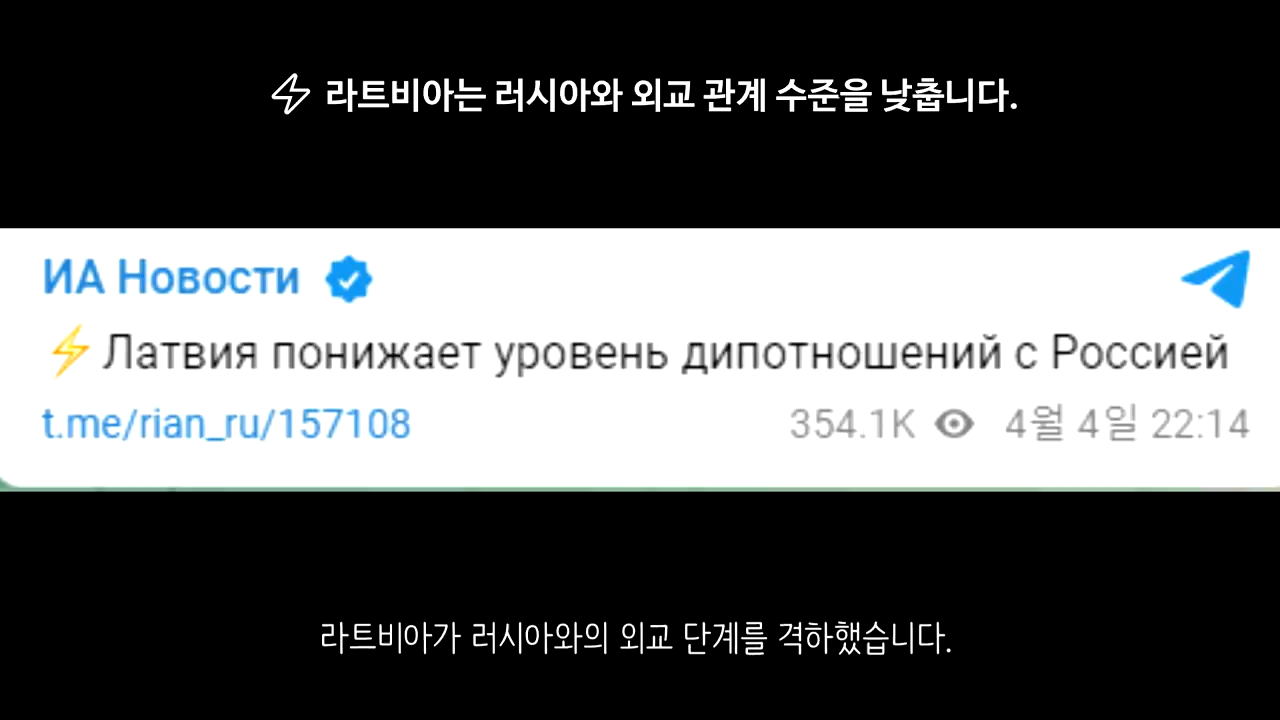 ⚡ 라트비아는 러시아와 외교 관계 수준을 낮춥니다.
ИА Новости
⚡ Латвия понижает уровень дипотношений с Россией
t.me/rian_ru/157108 354.1K 4월 4일 22:14
라트비아가 러시아와의 외교 단계를 격하했습니다.